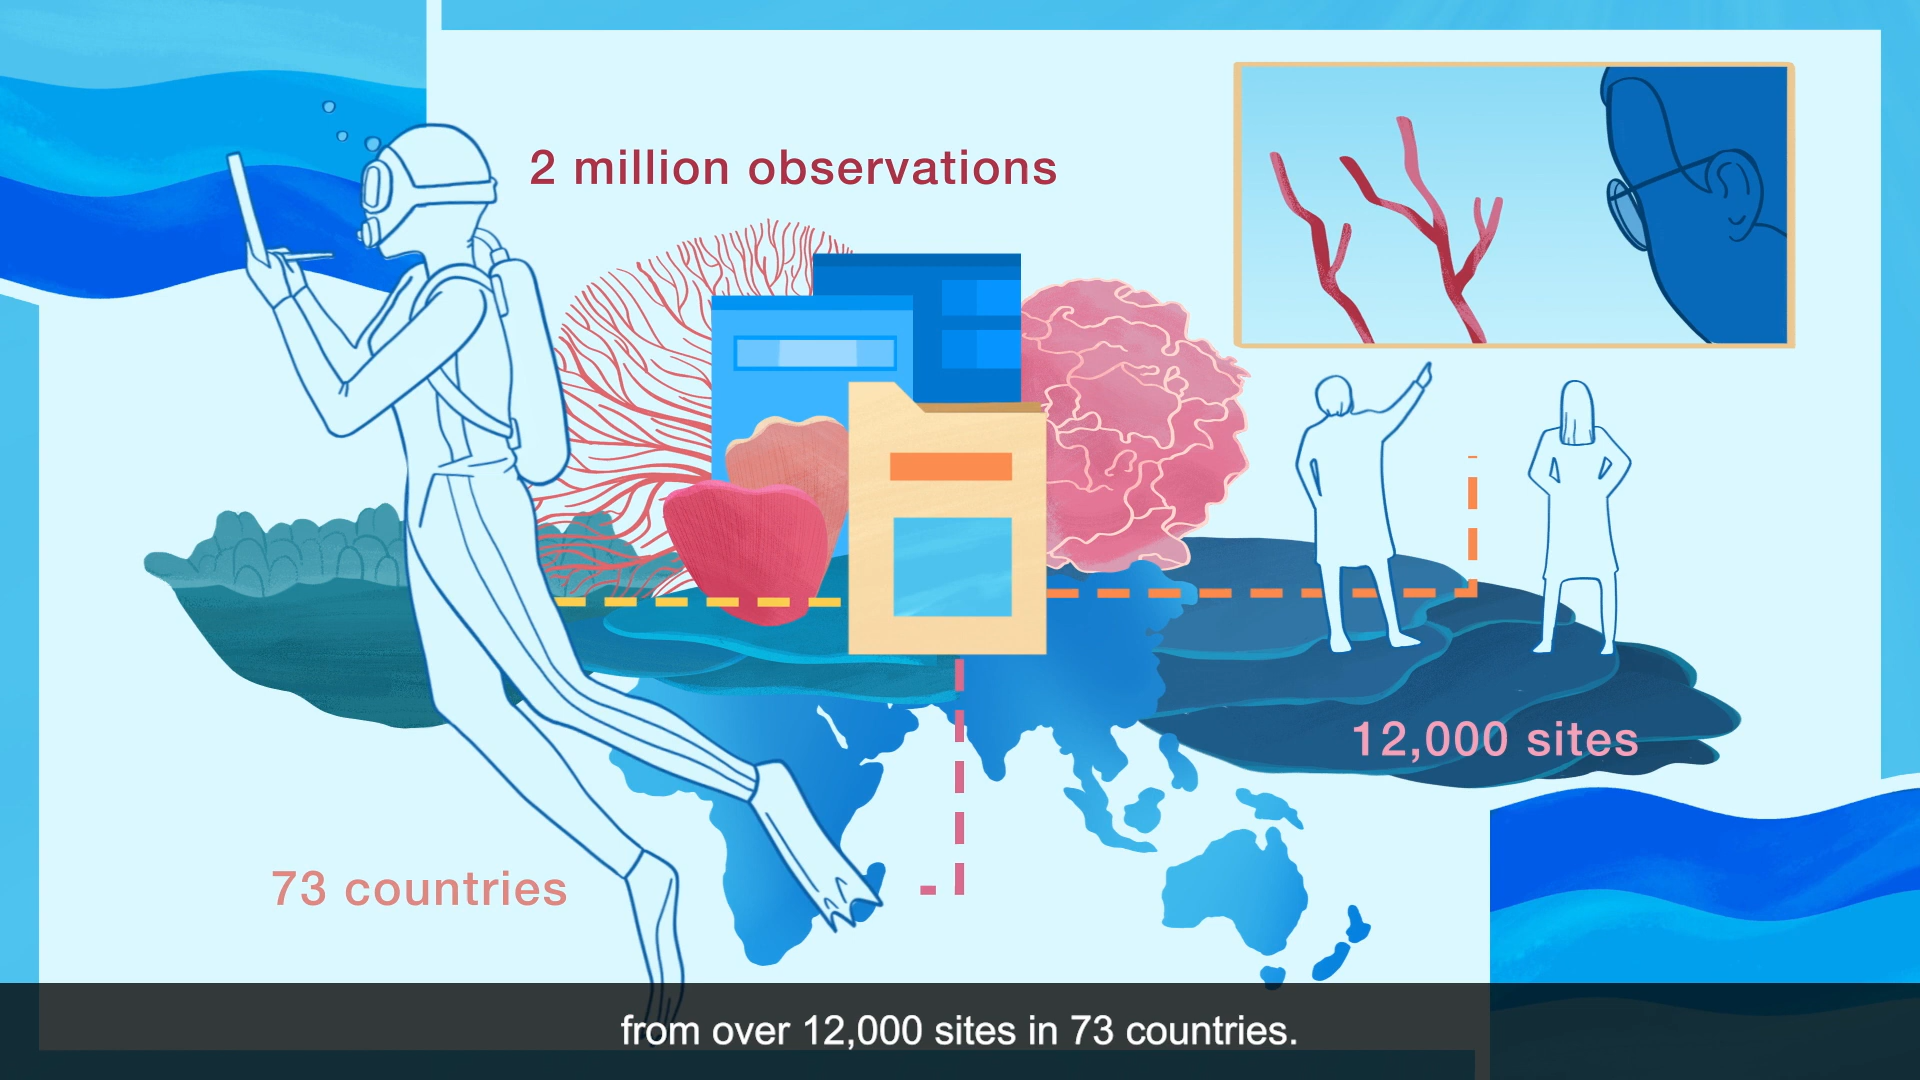 2 million observations
12,000 sites
73 countries
from over 12,000 sites in 73 countries.